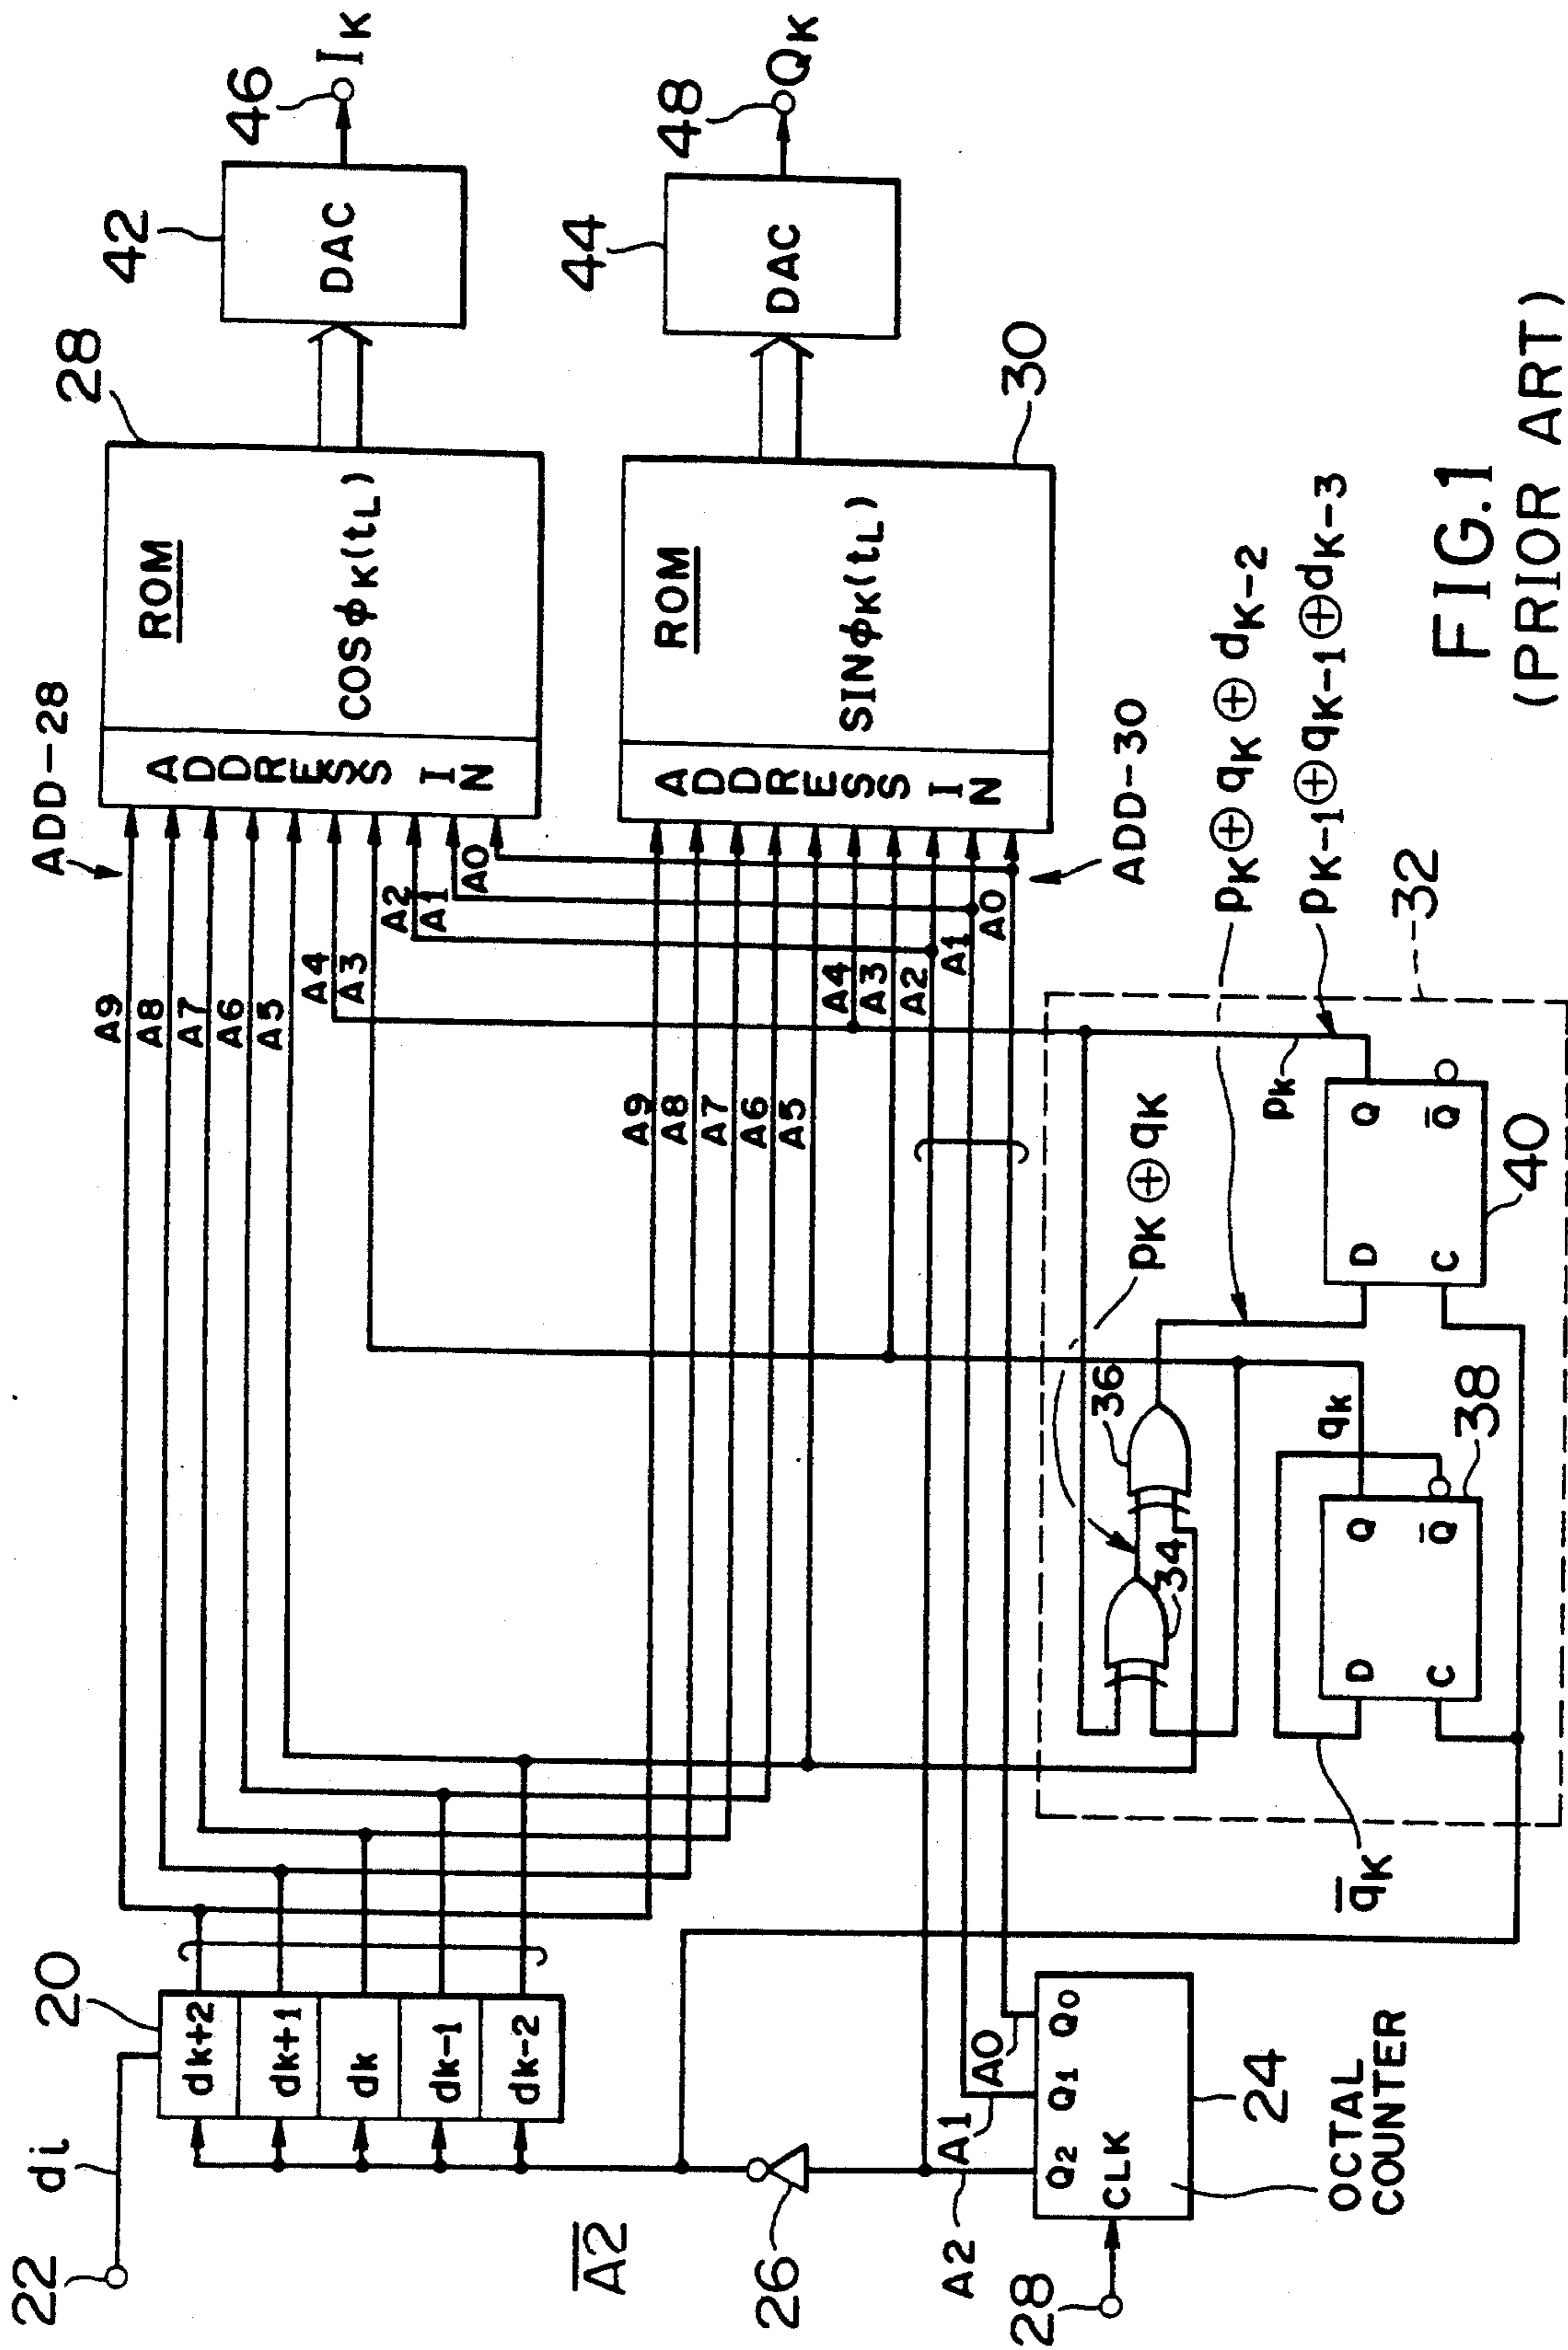 22
di
20
dk+2
dk+1
dk
dk-1
dk-2
A̅2̅
26
A2
A1
A0
28
Q2 Q1 Q0
CLK
24
OCTAL
COUNTER
A9
A8
A7
A6
A5
A4
A3
A2
A1
A0
ADD-28
ADDRESS IN
ROM
COSϕK(tL)
28
42
DAC
46
IK
A9
A8
A7
A6
A5
A4
A3
A2
A1
A0
ADD-30
ADDRESS IN
ROM
SINϕK(tL)
30
44
DAC
48
QK
pK⊕qK
pK⊕qK⊕dK-2
pK-1⊕qK-1⊕dK-3
32
34
36
q̅K
D Q
C Q̅
38
qk
D Q
C Q̅
40
pk
FIG.1
(PRIOR ART)